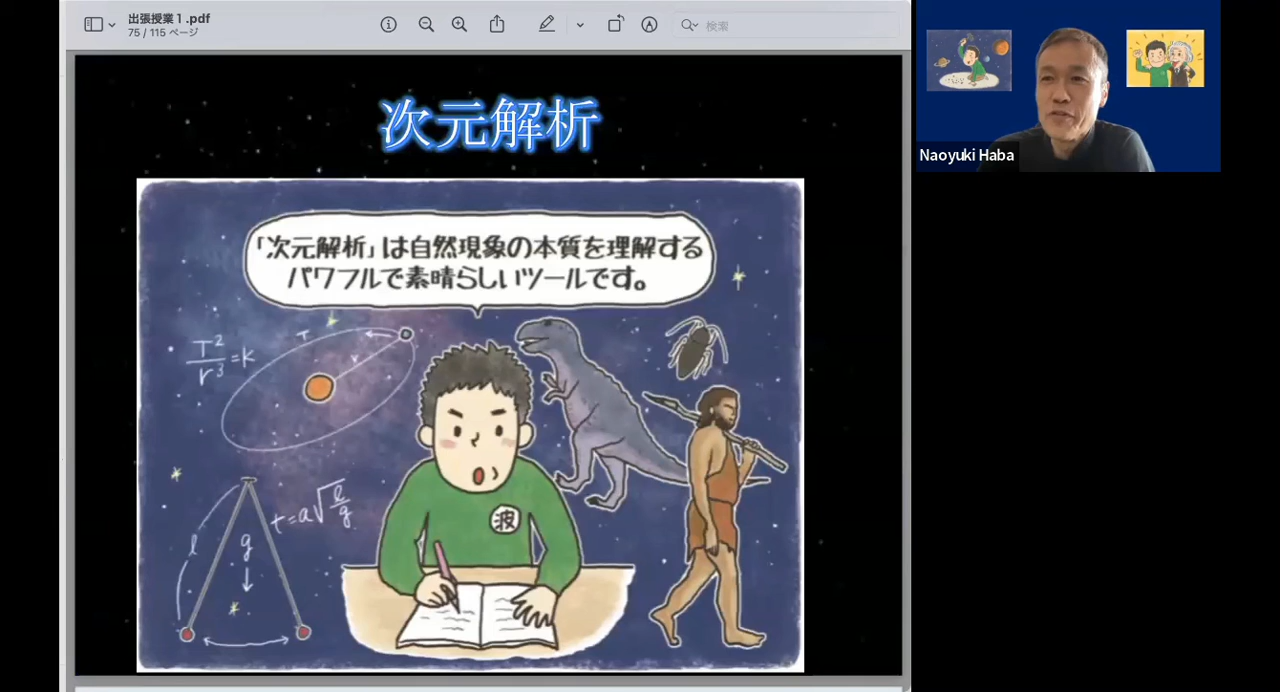 出張授業1.pdf
75 / 115 ページ
検索
次元解析
「次元解析」は自然現象の本質を理解する
パワフルで素晴らしいツールです。
T²/r³=k
T
v
t=a√l/g
l
g
波
Naoyuki Haba